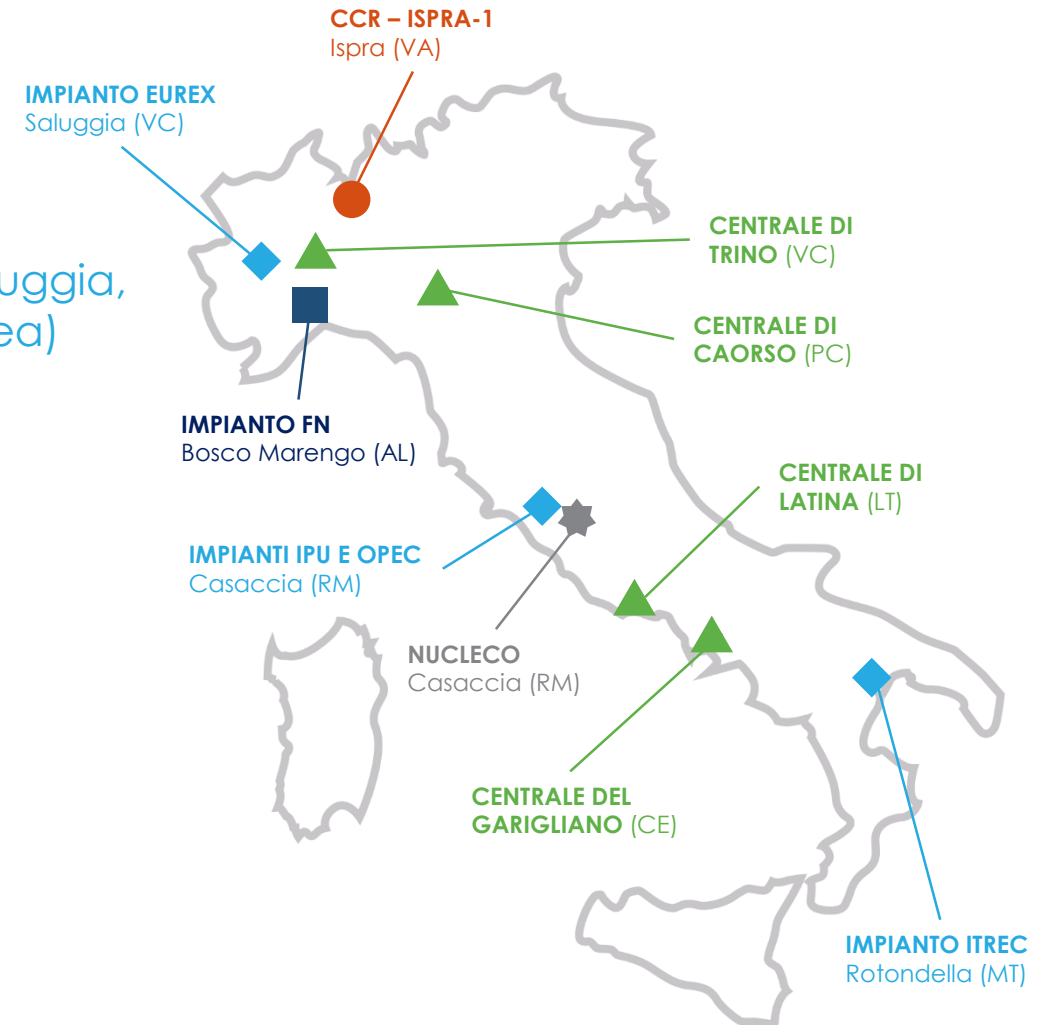 CCR – ISPRA-1
Ispra (VA)
IMPIANTO EUREX
Saluggia (VC)
CENTRALE DI
TRINO (VC)
uggia,
ea)
CENTRALE DI
CAORSO (PC)
IMPIANTO FN
Bosco Marengo (AL)
CENTRALE DI
LATINA (LT)
IMPIANTI IPU E OPEC
Casaccia (RM)
NUCLECO
Casaccia (RM)
CENTRALE DEL
GARIGLIANO (CE)
IMPIANTO ITREC
Rotondella (MT)